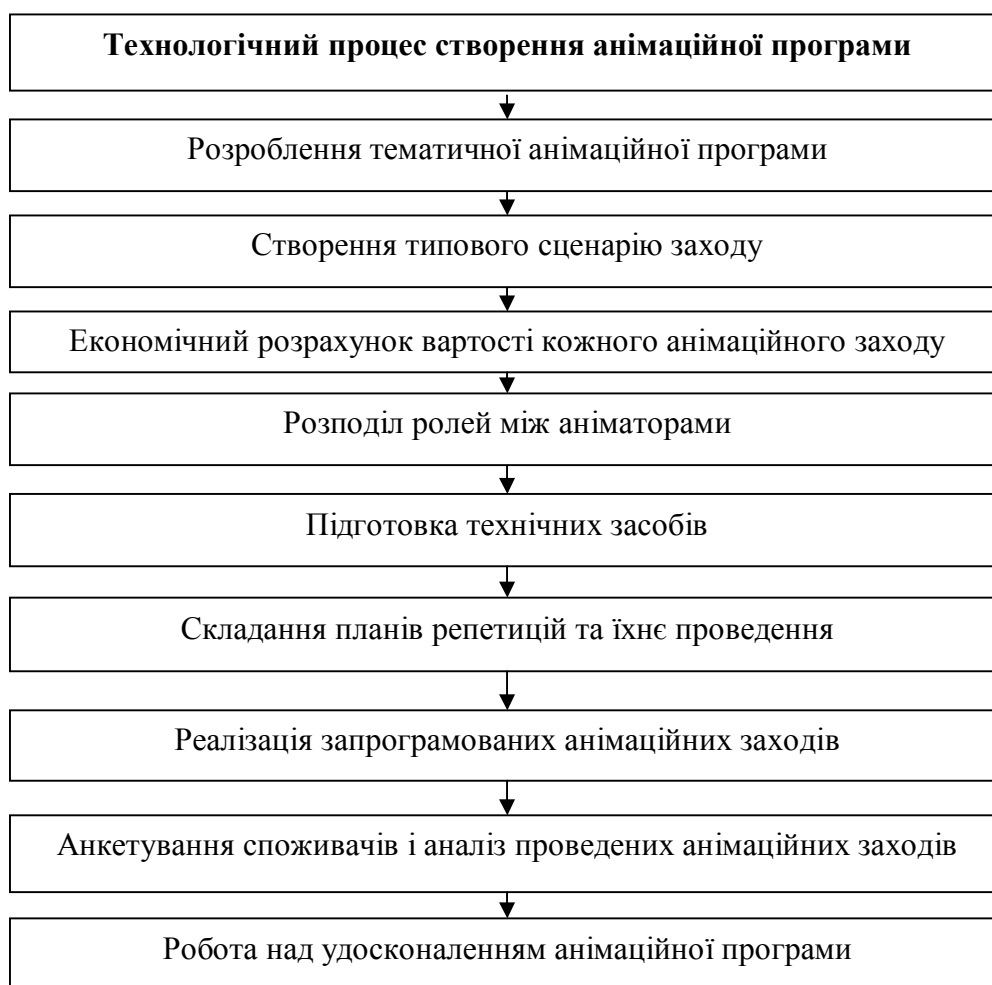 Технологічний процес створення анімаційної програми
Розроблення тематичної анімаційної програми
Створення типового сценарію заходу
Економічний розрахунок вартості кожного анімаційного заходу
Розподіл ролей між аніматорами
Підготовка технічних засобів
Складання планів репетицій та їхнє проведення
Реалізація запрограмованих анімаційних заходів
Анкетування споживачів і аналіз проведених анімаційних заходів
Робота над удосконаленням анімаційної програми